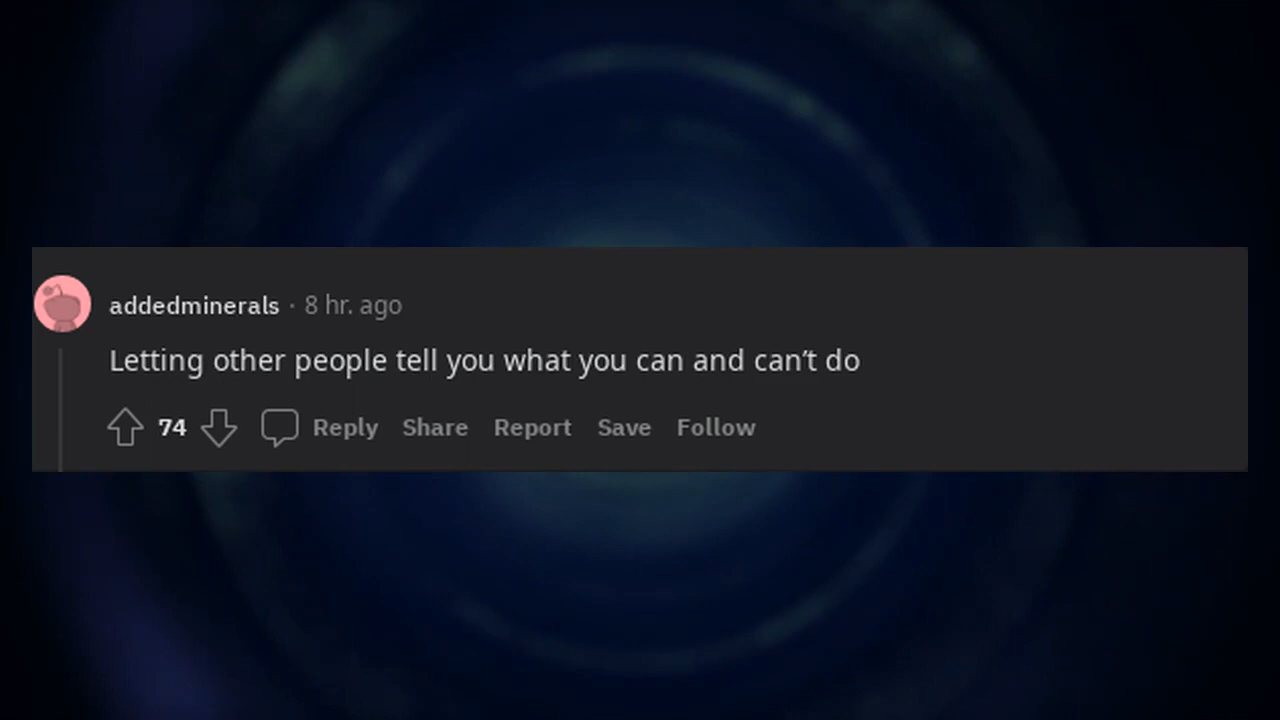 addedminerals · 8 hr. ago
Letting other people tell you what you can and can’t do
74 Reply Share Report Save Follow